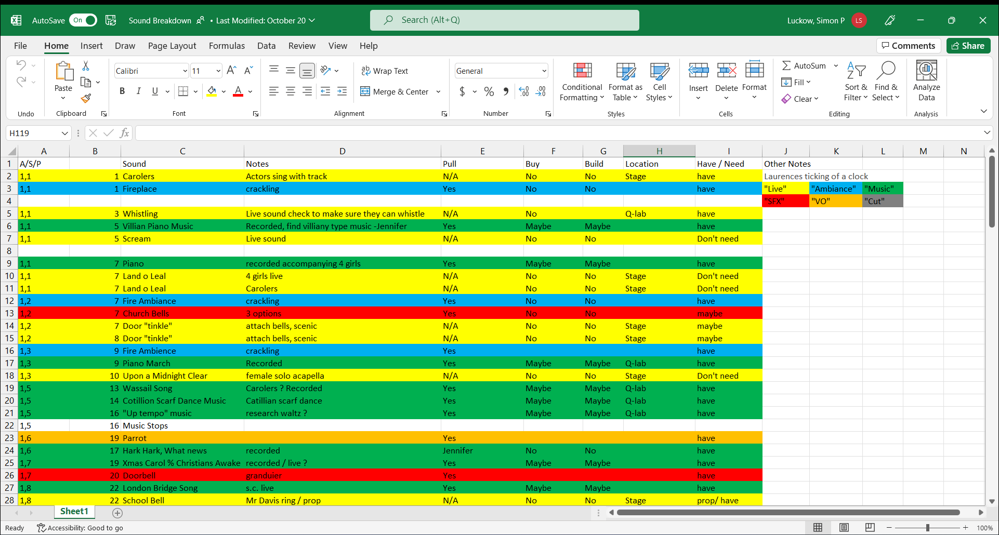 AutoSave On Sound Breakdown • Last Modified: October 20 Search (Alt+Q) Luckow, Simon P LS
File Home Insert Draw Page Layout Formulas Data Review View Help Comments Share
Paste Calibri 11 Wrap Text General Conditional Formatting Format as Table Cell Styles Insert Delete Format AutoSum Sort & Filter Find & Select Analyze Data
B I U A Merge & Center $ % Fill
Clear
Undo Clipboard Font Alignment Number Styles Cells Editing Analysis
H119 fx
A B C D E F G H I J K L M N
1 A/S/P Sound Notes Pull Buy Build Location Have / Need Other Notes
2 1,1 1 Carolers Actors sing with track N/A No No Stage have Laurences ticking of a clock
3 1,1 1 Fireplace crackling Yes No No have "Live" "Ambiance" "Music"
4 "SFX" "VO" "Cut"
5 1,1 3 Whistling Live sound check to make sure they can whistle N/A No Q-lab have
6 1,1 5 Villian Piano Music Recorded, find villiany type music -Jennifer Yes Maybe Maybe have
7 1,1 5 Scream Live sound N/A No No Don't need
8
9 1,1 7 Piano recorded accompanying 4 girls Yes Maybe Maybe have
10 1,1 7 Land o Leal 4 girls live N/A No No Stage Don't need
11 1,1 7 Land o Leal Carolers N/A No No Stage Don't need
12 1,2 7 Fire Ambiance crackling Yes No No have
13 1,2 7 Church Bells 3 options Yes No No maybe
14 1,2 7 Door "tinkle" attach bells, scenic N/A No No Stage maybe
15 1,2 8 Door "tinkle" attach bells, scenic N/A No No Stage maybe
16 1,3 9 Fire Ambience crackling Yes have
17 1,3 9 Piano March Recorded Yes Maybe Maybe Q-lab have
18 1,3 10 Upon a Midnight Clear female solo acapella N/A No No Stage Don't need
19 1,5 13 Wassail Song Carolers ? Recorded Yes Maybe Maybe Q-lab have
20 1,5 14 Cotillion Scarf Dance Music Catillian scarf dance Yes Maybe Maybe Q-lab have
21 1,5 16 "Up tempo" music research waltz ? Yes Maybe Maybe Q-lab have
22 1,5 16 Music Stops
23 1,6 19 Parrot Yes have
24 1,6 17 Hark Hark, What news recorded Jennifer No No have
25 1,7 19 Xmas Carol % Christians Awake recorded / live ? Yes Maybe Maybe have
26 1,7 20 Doorbell granduier Yes have
27 1,8 22 London Bridge Song s.c. live Yes Maybe Maybe have
28 1,8 22 School Bell Mr Davis ring / prop N/A No No Stage prop/ have
Sheet1
Ready Accessibility: Good to go 100%